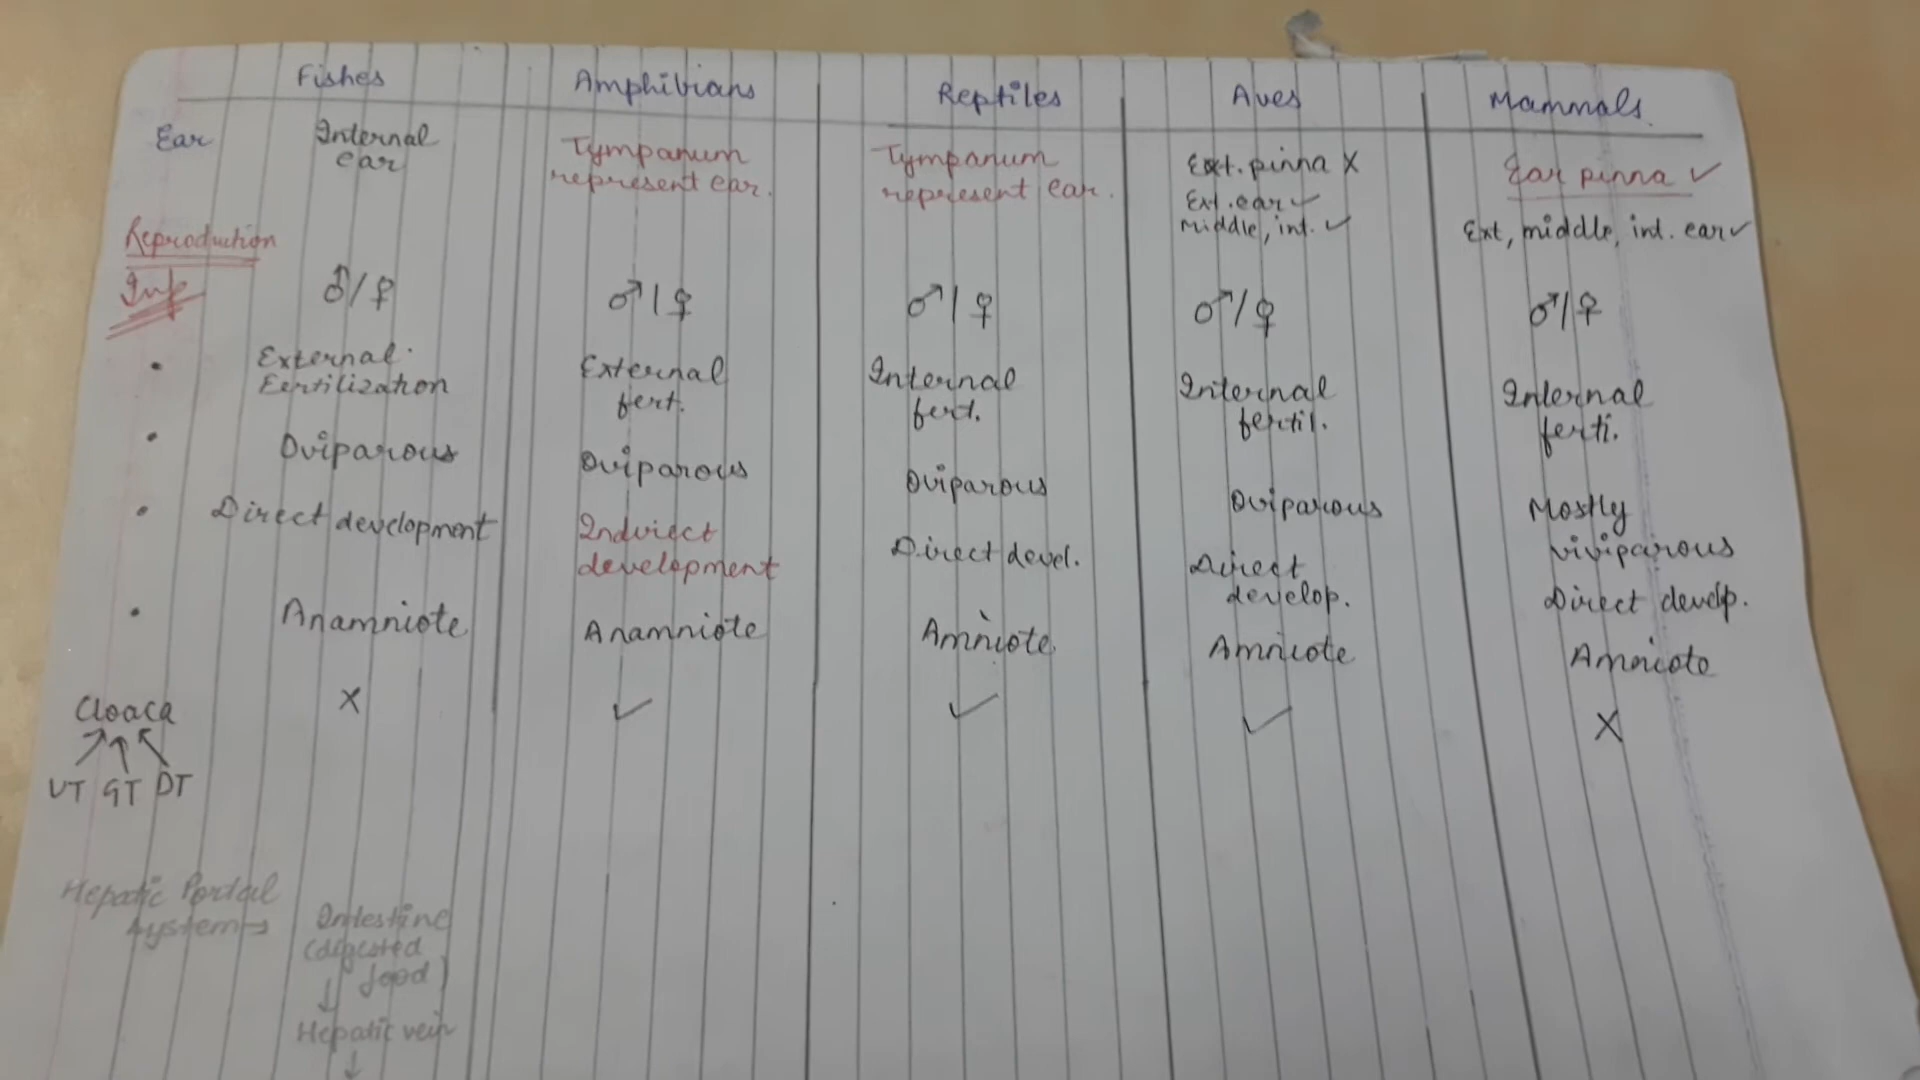 Fishes Amphibians Reptiles Aves Mammals.
Ear
Internal
ear
Tympanum
represent ear.
Tympanum
represent ear.
Ext. pinna X
Ext. ear ✓
Middle, int. ✓
Ear pinna ✓
Ext, middle, int. ear ✓
Reproduction
Imp
♂/♀ ♂/♀ ♂/♀ ♂/♀ ♂/♀
• External
Fertilization
External
fert.
Internal
fert.
Internal
fertil.
Internal
ferti.
• Oviparous Oviparous Oviparous Oviparous Mostly
viviparous
• Direct development
Indirect
development
Direct devel.
Direct
develop.
Direct develp.
• Anamniote Anamniote Amniote Amniote Amniote
Cloaca X ✓ ✓ ✓ X
UT GT DT
Hepatic Portal
System →
Intestine
(digested
food)
↓
Hepatic vein
↓